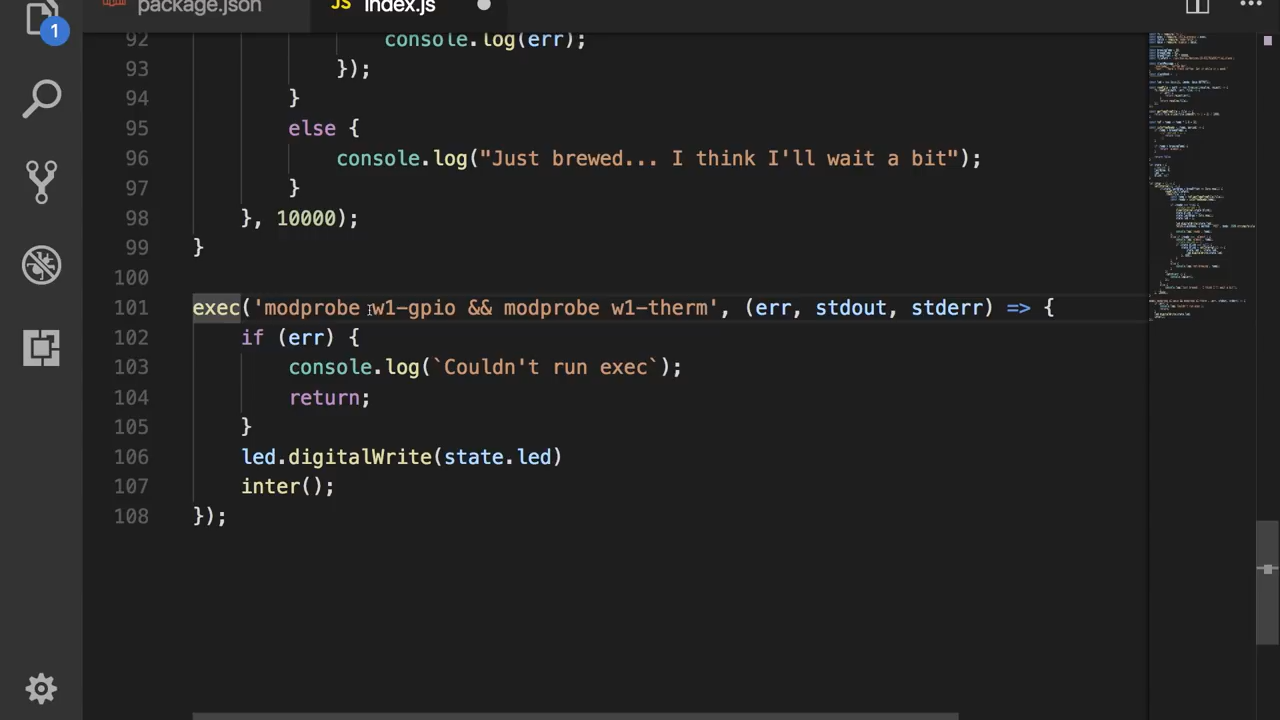 package.json
JS index.js
1
92 console.log(err);
93 });
94 }
95 else {
96 console.log("Just brewed... I think I'll wait a bit");
97 }
98 }, 10000);
99 }
100
101 exec('modprobe w1-gpio && modprobe w1-therm', (err, stdout, stderr) => {
102 if (err) {
103 console.log(`Couldn't run exec`);
104 return;
105 }
106 led.digitalWrite(state.led)
107 inter();
108 });